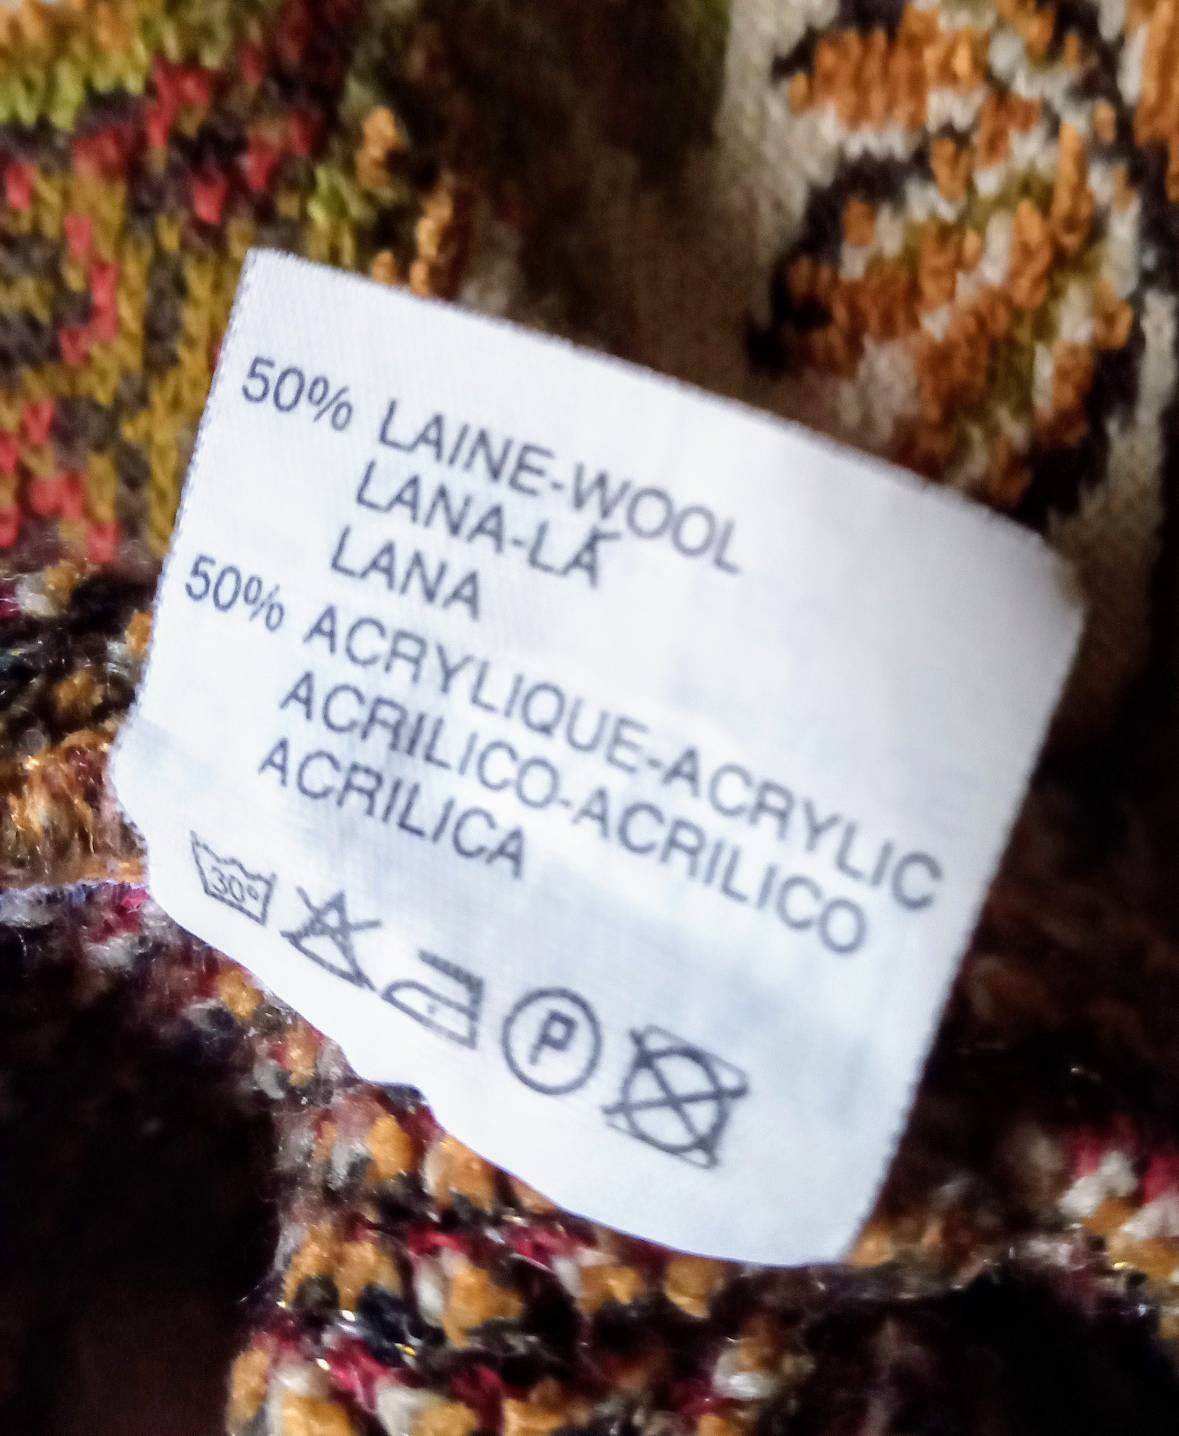 50% LAINE-WOOL
LANA-LÃ
LANA
50% ACRYLIQUE-ACRYLIC
ACRILICO-ACRILICO
ACRILICA
30°
P